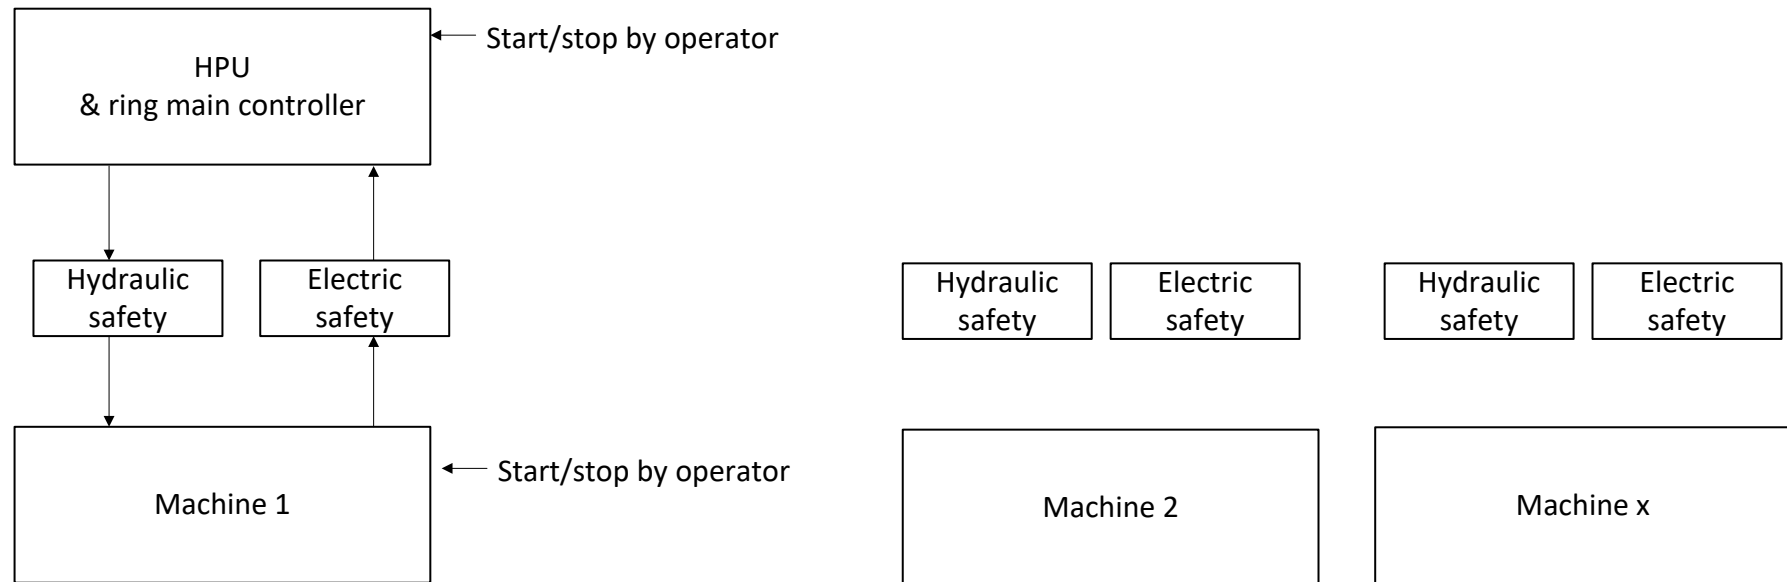 Start/stop by operator
HPU
& ring main controller
Hydraulic
safety
Electric
safety
Hydraulic
safety
Electric
safety
Hydraulic
safety
Electric
safety
Start/stop by operator
Machine 1
Machine 2
Machine x